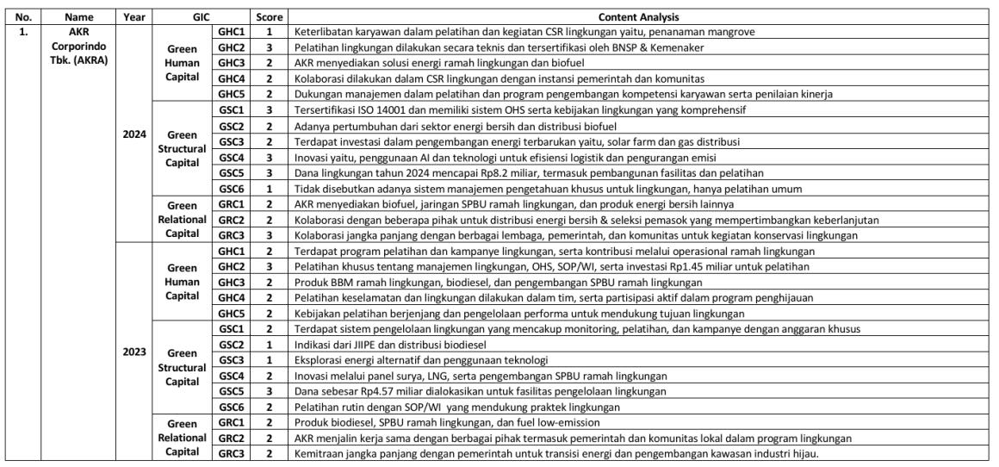 No. Name Year GIC Score Content Analysis
1. AKR Corporindo Tbk. (AKRA) 2024 Green Human Capital GHC1 1 Keterlibatan karyawan dalam pelatihan dan kegiatan CSR lingkungan yaitu, penanaman mangrove
GHC2 3 Pelatihan lingkungan dilakukan secara teknis dan tersertifikasi oleh BNSP & Kemenaker
GHC3 2 AKR menyediakan solusi energi ramah lingkungan dan biofuel
GHC4 2 Kolaborasi dilakukan dalam CSR lingkungan dengan instansi pemerintah dan komunitas
GHC5 2 Dukungan manajemen dalam pelatihan dan program pengembangan kompetensi karyawan serta penilaian kinerja
Green Structural Capital GSC1 3 Tersertifikasi ISO 14001 dan memiliki sistem OHS serta kebijakan lingkungan yang komprehensif
GSC2 2 Adanya pertumbuhan dari sektor energi bersih dan distribusi biofuel
GSC3 2 Terdapat investasi dalam pengembangan energi terbarukan yaitu, solar farm dan gas distribusi
GSC4 3 Inovasi yaitu, penggunaan AI dan teknologi untuk efisiensi logistik dan pengurangan emisi
GSC5 3 Dana lingkungan tahun 2024 mencapai Rp8.2 miliar, termasuk pembangunan fasilitas dan pelatihan
GSC6 1 Tidak disebutkan adanya sistem manajemen pengetahuan khusus untuk lingkungan, hanya pelatihan umum
Green Relational Capital GRC1 2 AKR menyediakan biofuel, jaringan SPBU ramah lingkungan, dan produk energi bersih lainnya
GRC2 2 Kolaborasi dengan beberapa pihak untuk distribusi energi bersih & seleksi pemasok yang mempertimbangkan keberlanjutan
GRC3 3 Kolaborasi jangka panjang dengan berbagai lembaga, pemerintah, dan komunitas untuk kegiatan konservasi lingkungan
2023 Green Human Capital GHC1 2 Terdapat program pelatihan dan kampanye lingkungan, serta kontribusi melalui operasional ramah lingkungan
GHC2 3 Pelatihan khusus tentang manajemen lingkungan, OHS, SOP/WI, serta investasi Rp1.45 miliar untuk pelatihan
GHC3 2 Produk BBM ramah lingkungan, biodiesel, dan pengembangan SPBU ramah lingkungan
GHC4 2 Pelatihan keselamatan dan lingkungan dilakukan dalam tim, serta partisipasi aktif dalam program penghijauan
GHC5 2 Kebijakan pelatihan berjenjang dan pengelolaan performa untuk mendukung tujuan lingkungan
Green Structural Capital GSC1 2 Terdapat sistem pengelolaan lingkungan yang mencakup monitoring, pelatihan, dan kampanye dengan anggaran khusus
GSC2 1 Indikasi dari JIIPE dan distribusi biodiesel
GSC3 1 Eksplorasi energi alternatif dan penggunaan teknologi
GSC4 2 Inovasi melalui panel surya, LNG, serta pengembangan SPBU ramah lingkungan
GSC5 3 Dana sebesar Rp4.57 miliar dialokasikan untuk fasilitas pengelolaan lingkungan
GSC6 2 Pelatihan rutin dengan SOP/WI yang mendukung praktek lingkungan
Green Relational Capital GRC1 2 Produk biodiesel, SPBU ramah lingkungan, dan fuel low-emission
GRC2 2 AKR menjalin kerja sama dengan berbagai pihak termasuk pemerintah dan komunitas lokal dalam program lingkungan
GRC3 2 Kemitraan jangka panjang dengan pemerintah untuk transisi energi dan pengembangan kawasan industri hijau.